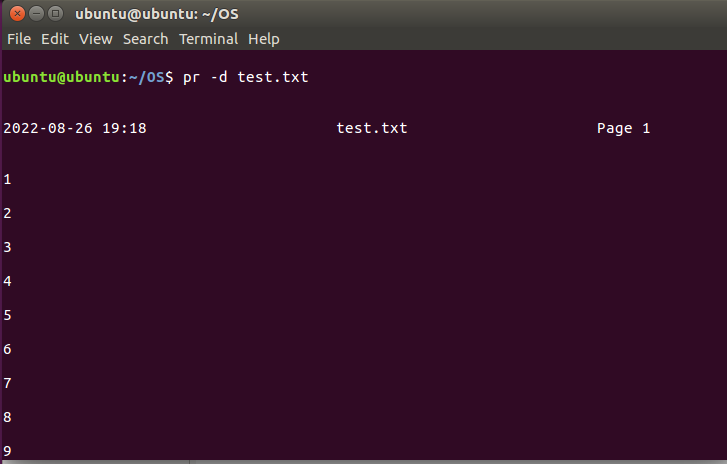 ubuntu@ubuntu: ~/OS
File Edit View Search Terminal Help
ubuntu@ubuntu:~/OS$ pr -d test.txt
2022-08-26 19:18 test.txt Page 1
1
2
3
4
5
6
7
8
9